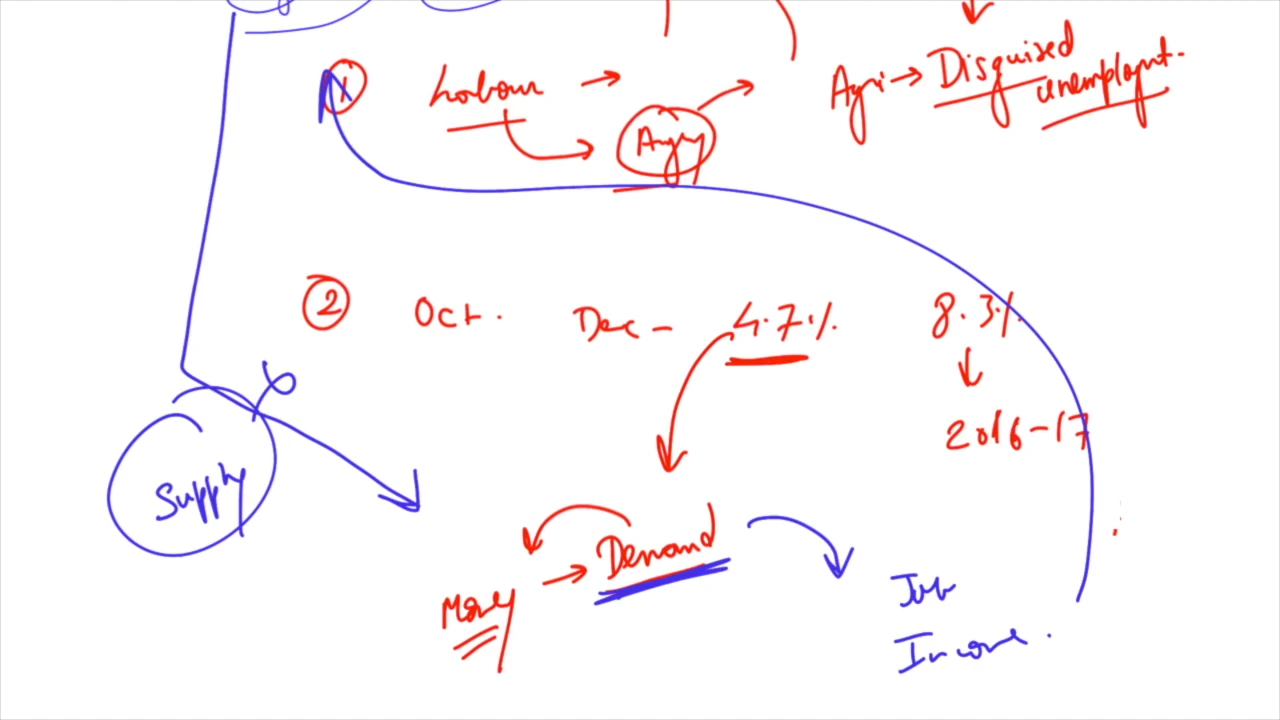 ① Labour → Agri → Disguised
unemploymt.
② Oct. Dec – 4.7% 8.3%
↓
2016-17
Supply
Money → Demand
Job
Income.